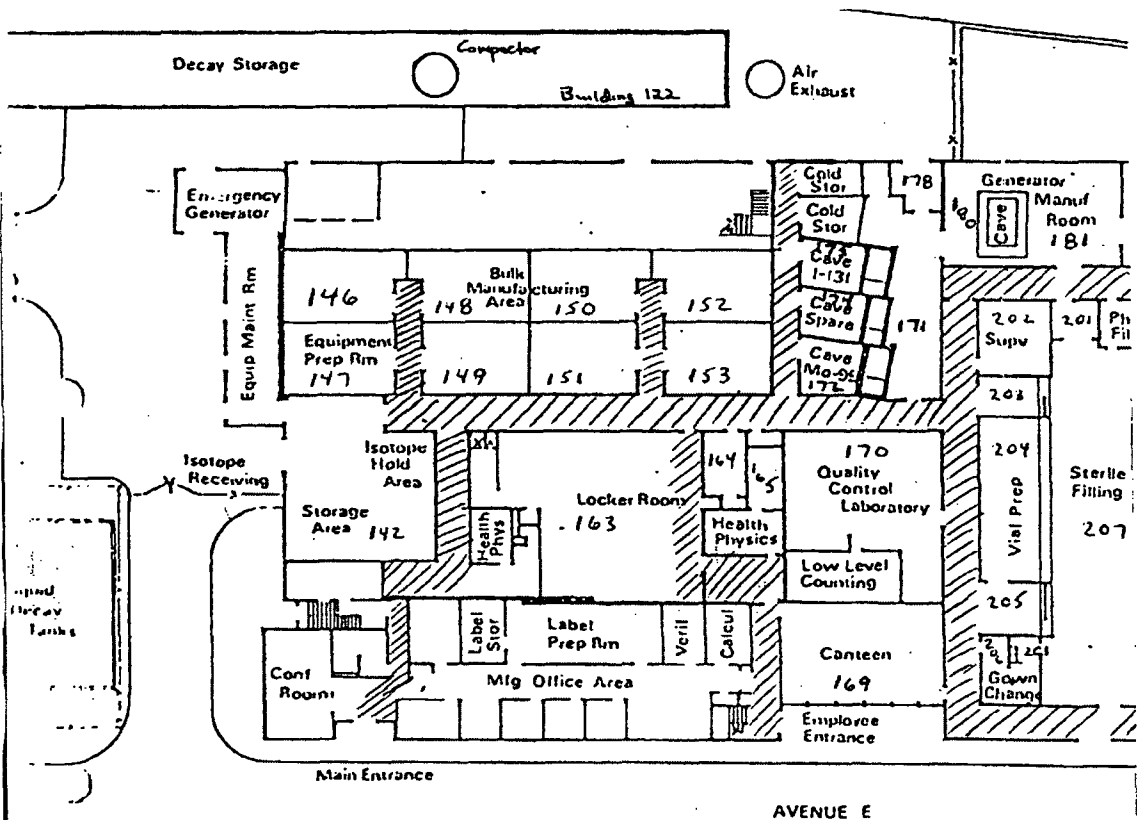 Decay Storage
Compactor
Building 122
Air
Exhaust
Emergency
Generator
Equip Maint Rm
146
148
Bulk
Manufacturing
Area
150
152
Equipment
Prep Rm
147
149
151
153
Cold
Stor
Cold
Stor
173
Cave
I-131
174
Cave
Spare
Cave
172
171
178
180
Cave
Generator
Manuf
Room
181
202
Supv
201
203
204
Vial Prep
205
Sterile
Filling
207
Gown
Change
Isotope
Receiving
Isotope
Hold
Area
Storage
Area
142
Health
Phys
Locker Room
163
164
165
Health
Physics
170
Quality
Control
Laboratory
Low Level
Counting
Decay
Tanks
Conf
Room
Label
Stor
Label
Prep Rm
Veril
Calcul
Mfg Office Area
Canteen
169
Employee
Entrance
Main Entrance
AVENUE E